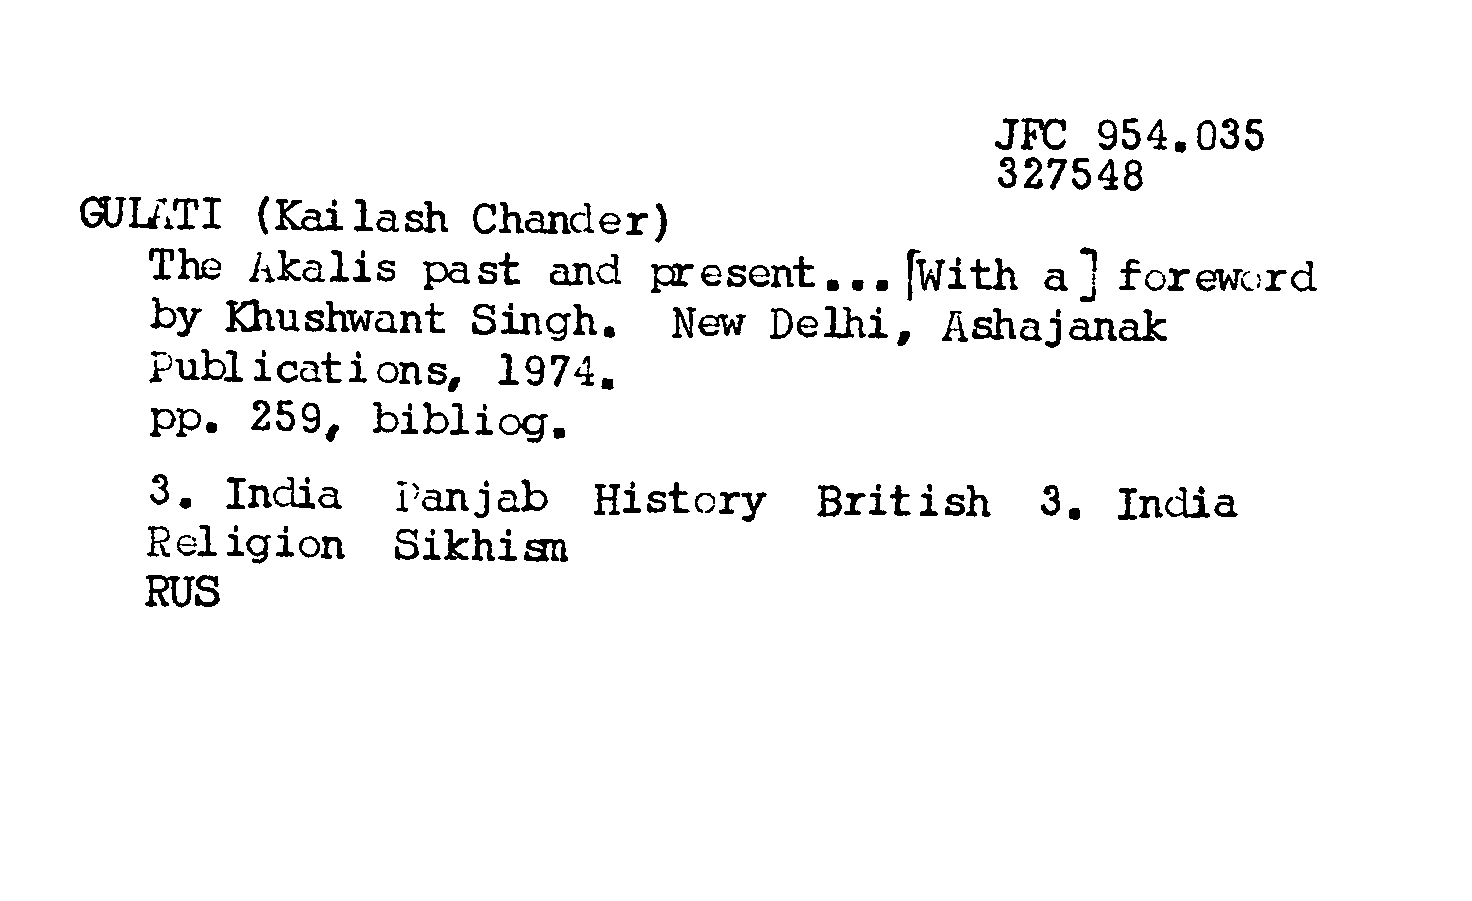 JFC 954.035
327548
GULATI (Kailash Chander)
The Akalis past and present...[With a] foreword
by Khushwant Singh. New Delhi, Ashajanak
Publications, 1974.
pp. 259, bibliog.
3. India Panjab History British 3. India
Religion Sikhism
RUS